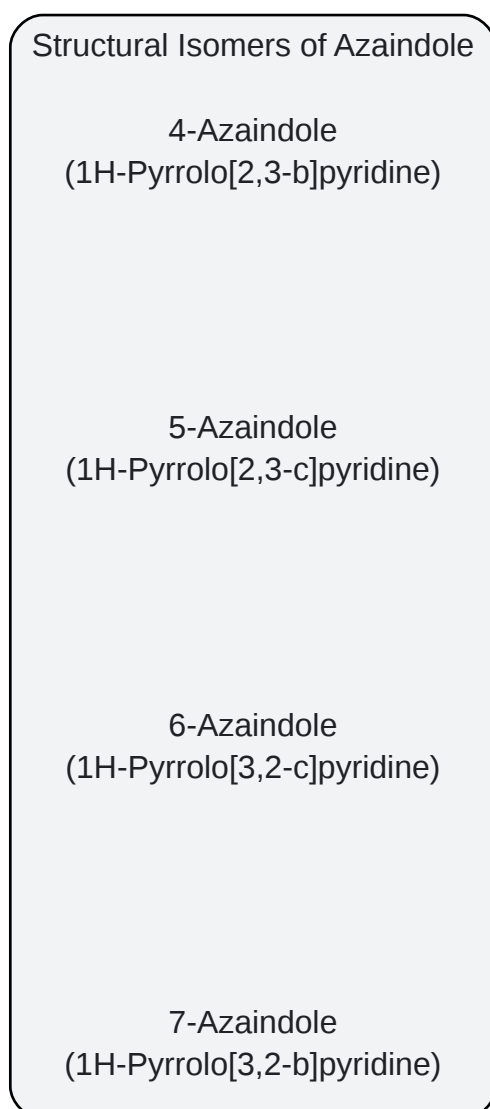 Structural Isomers of Azaindole
4-Azaindole
(1H-Pyrrolo[2,3-b]pyridine)
5-Azaindole
(1H-Pyrrolo[2,3-c]pyridine)
6-Azaindole
(1H-Pyrrolo[3,2-c]pyridine)
7-Azaindole
(1H-Pyrrolo[3,2-b]pyridine)